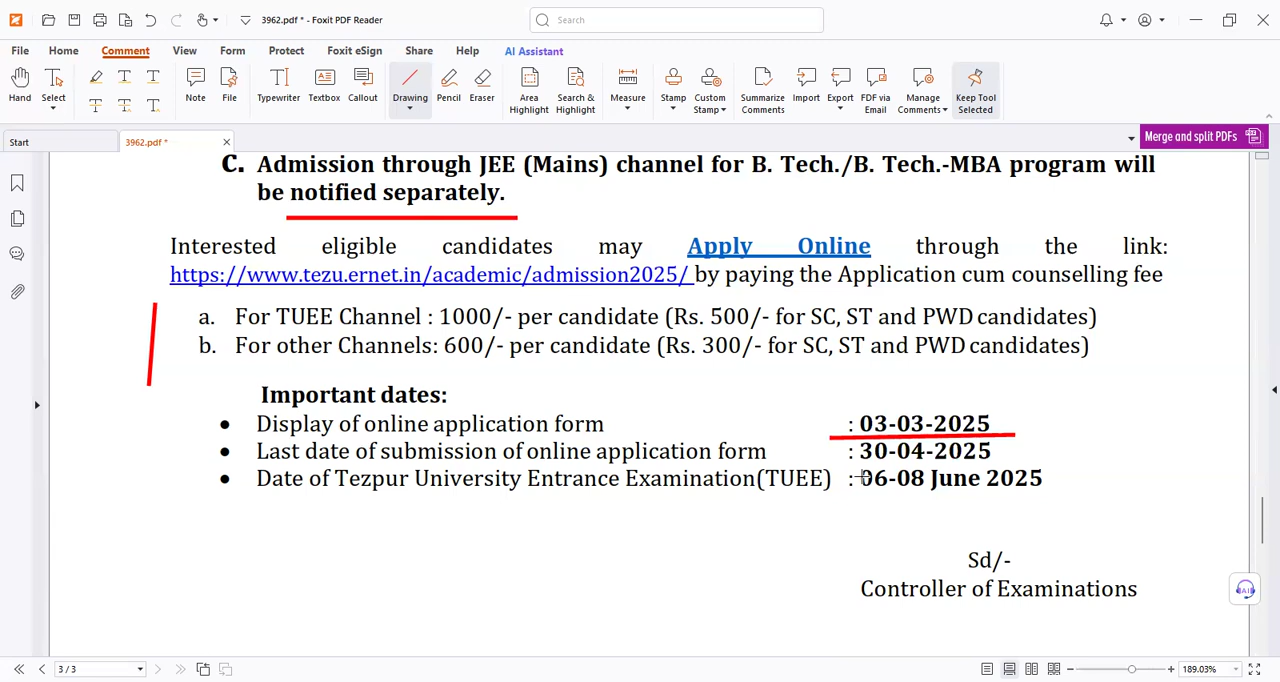 3962.pdf * - Foxit PDF Reader
Search
File Home Comment View Form Protect Foxit eSign Share Help AI Assistant
Hand Select Note File Typewriter Textbox Callout Drawing Pencil Eraser Area Highlight Search & Highlight Measure Stamp Custom Stamp Summarize Comments Import Export FDF via Email Manage Comments Keep Tool Selected
Start 3962.pdf * Merge and split PDFs
C. Admission through JEE (Mains) channel for B. Tech./B. Tech.-MBA program will
be notified separately.
Interested eligible candidates may Apply Online through the link:
https://www.tezu.ernet.in/academic/admission2025/ by paying the Application cum counselling fee
a. For TUEE Channel : 1000/- per candidate (Rs. 500/- for SC, ST and PWD candidates)
b. For other Channels: 600/- per candidate (Rs. 300/- for SC, ST and PWD candidates)
Important dates:
• Display of online application form : 03-03-2025
• Last date of submission of online application form : 30-04-2025
• Date of Tezpur University Entrance Examination(TUEE) : 06-08 June 2025
Sd/-
Controller of Examinations
AI
3 / 3 189.03%